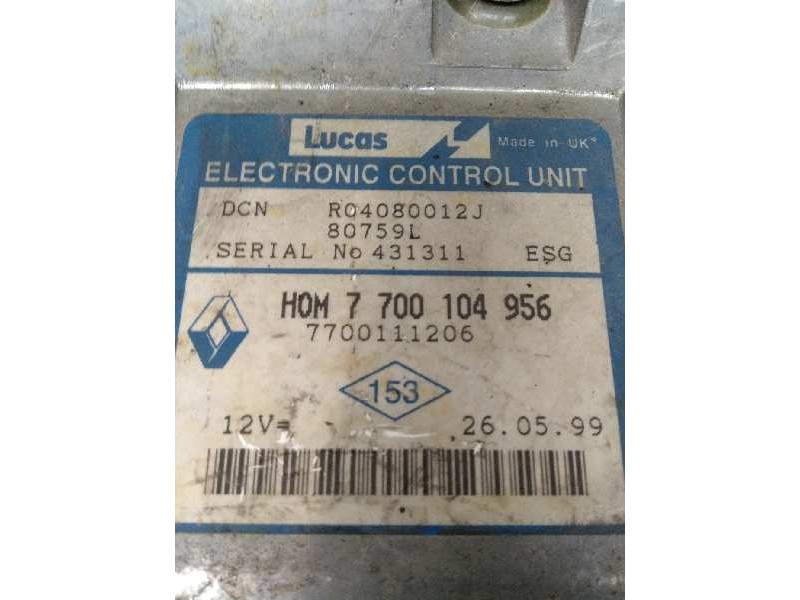 Lucas Made in UK
ELECTRONIC CONTROL UNIT
DCN R04080012J
80759L
SERIAL No 431311 ESG
HOM 7 700 104 956
7700111206
153
12V= 26.05.99